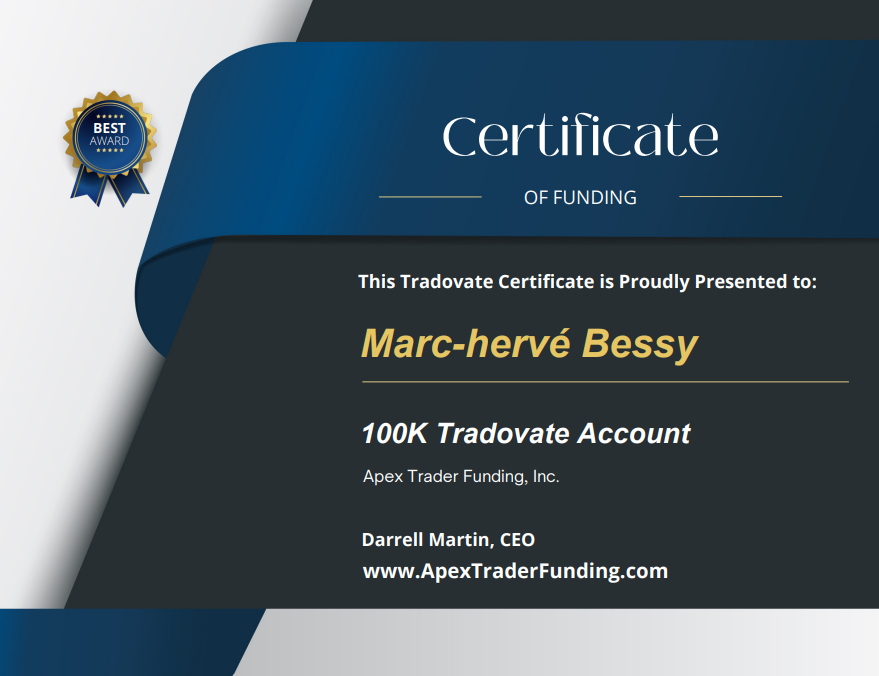 BEST
AWARD
Certificate
OF FUNDING
This Tradovate Certificate is Proudly Presented to:
Marc-hervé Bessy
100K Tradovate Account
Apex Trader Funding, Inc.
Darrell Martin, CEO
www.ApexTraderFunding.com